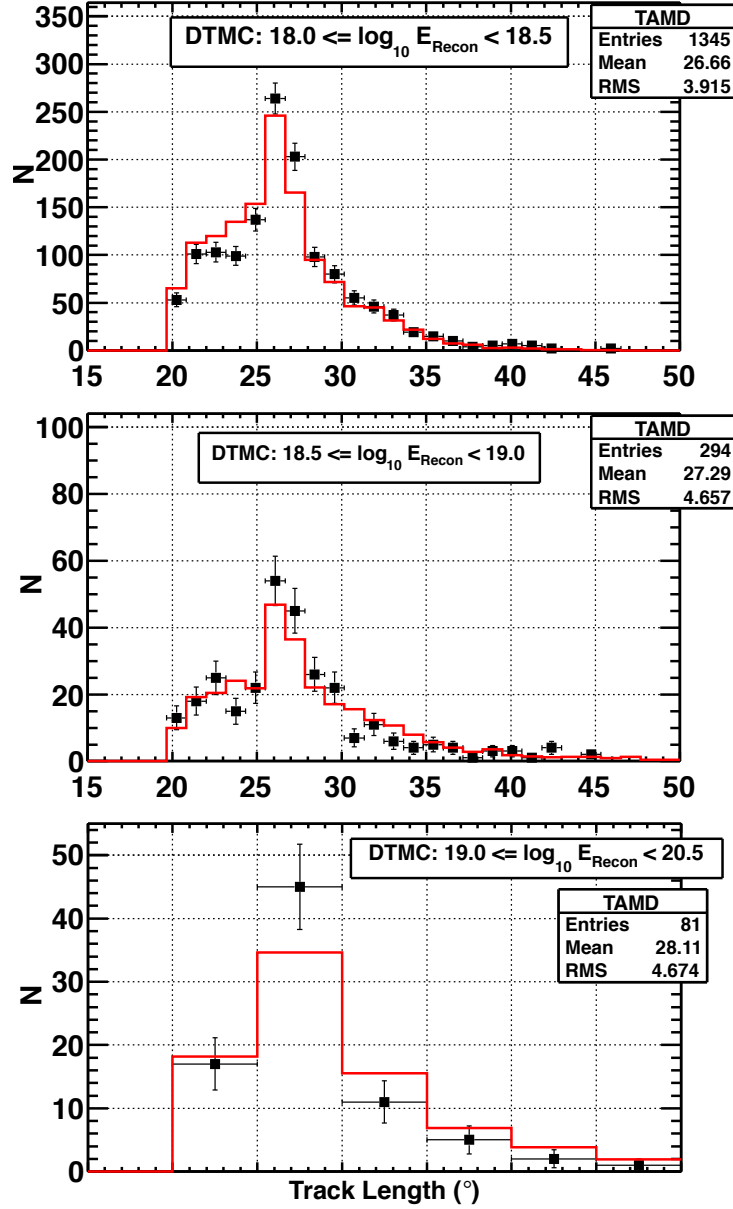 DTMC: 18.0 <= log10 ERecon < 18.5
TAMD
Entries 1345
Mean 26.66
RMS 3.915
350
300
250
200
150
100
50
0
N
15 20 25 30 35 40 45 50
DTMC: 18.5 <= log10 ERecon < 19.0
TAMD
Entries 294
Mean 27.29
RMS 4.657
100
80
60
40
20
0
N
15 20 25 30 35 40 45 50
DTMC: 19.0 <= log10 ERecon < 20.5
TAMD
Entries 81
Mean 28.11
RMS 4.674
50
40
30
20
10
0
N
Track Length (°)